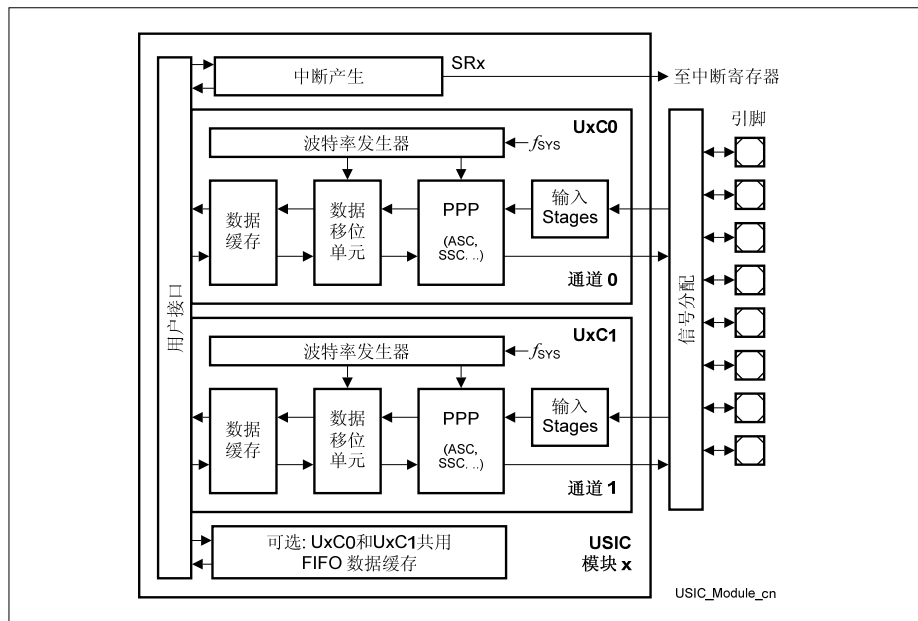 中断产生
SRx
至中断寄存器
用户接口
UxC0
波特率发生器
fSYS
数据
缓存
数据
移位
单元
PPP
(ASC,
SSC. ..)
输入
Stages
通道 0
UxC1
波特率发生器
fSYS
数据
缓存
数据
移位
单元
PPP
(ASC,
SSC. ..)
输入
Stages
通道 1
可选: UxC0和UxC1共用
FIFO 数据缓存
USIC
模块 x
信号分配
引脚
USIC_Module_cn